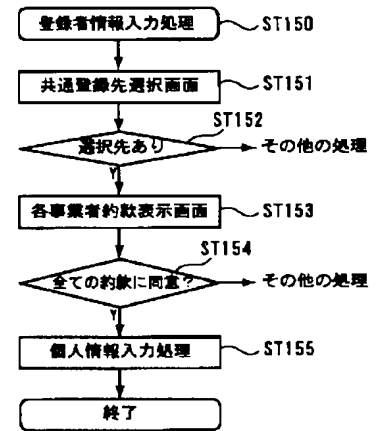 登録者情報入力処理 ST150
共通登録先選択画面 ST151
ST152
選択先あり その他の処理
Y
各事業者約款表示画面 ST153
ST154
全ての約款に同意? その他の処理
Y
個人情報入力処理 ST155
終了